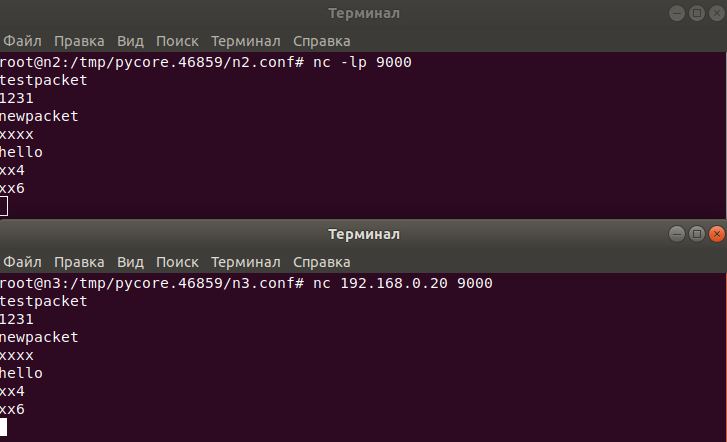 Терминал
Файл Правка Вид Поиск Терминал Справка
root@n2:/tmp/pycore.46859/n2.conf# nc -lp 9000
testpacket
1231
newpacket
xxxx
hello
xx4
xx6
Терминал
Файл Правка Вид Поиск Терминал Справка
root@n3:/tmp/pycore.46859/n3.conf# nc 192.168.0.20 9000
testpacket
1231
newpacket
xxxx
hello
xx4
xx6